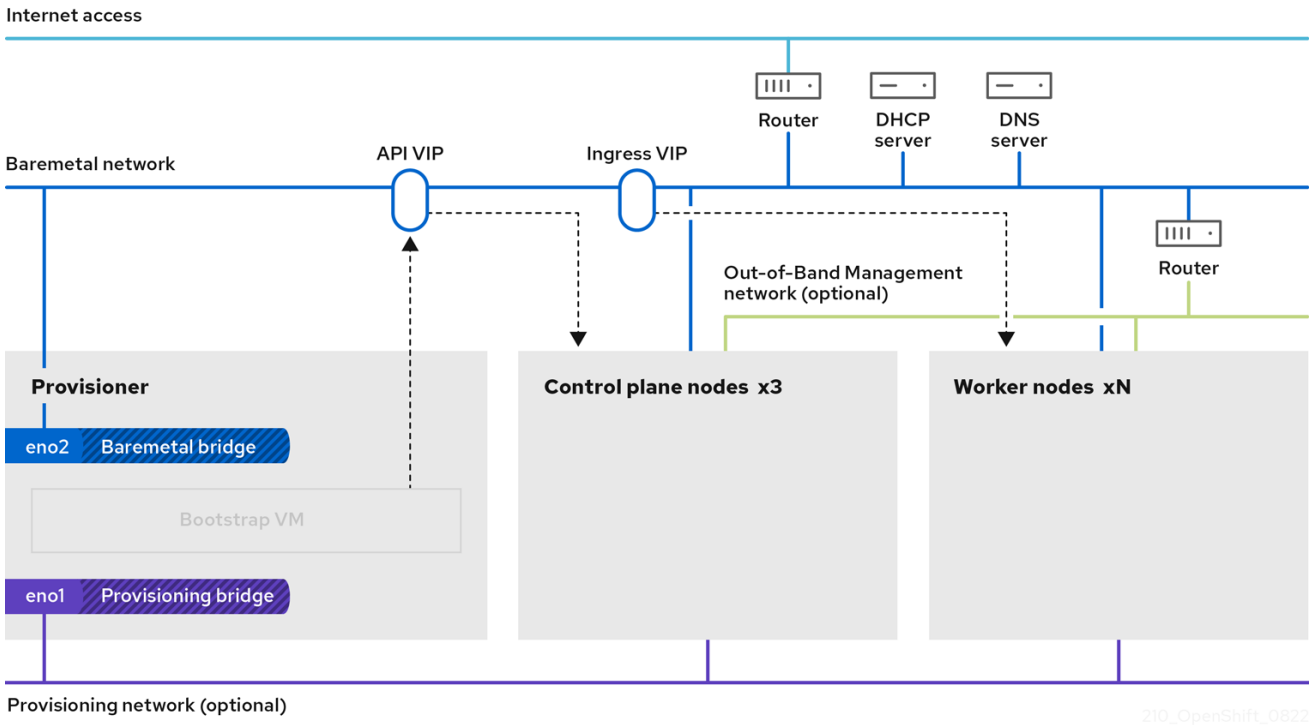 Internet access
Router
DHCP
server
DNS
server
Baremetal network
API VIP
Ingress VIP
Router
Out-of-Band Management
network (optional)
Provisioner
eno2
Baremetal bridge
Bootstrap VM
eno1
Provisioning bridge
Control plane nodes x3
Worker nodes xN
Provisioning network (optional)
210_OpenShift_0822